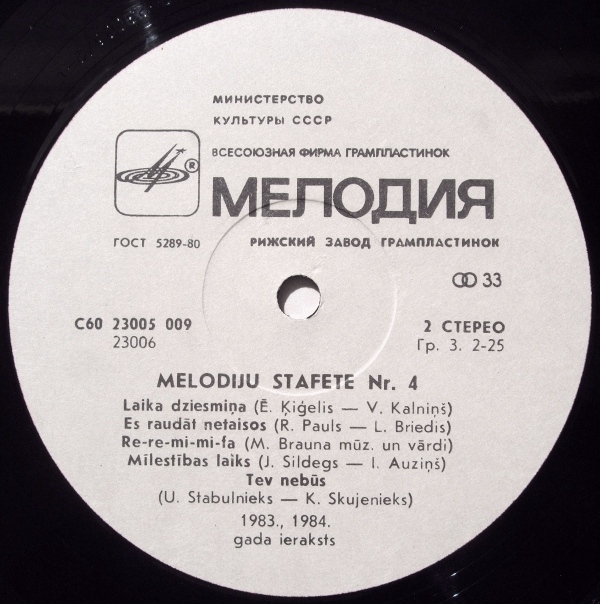 МИНИСТЕРСТВО
КУЛЬТУРЫ СССР
ВСЕСОЮЗНАЯ ФИРМА ГРАМПЛАСТИНОК
®
МЕЛОДИЯ
ГОСТ 5289-80
РИЖСКИЙ ЗАВОД ГРАМПЛАСТИНОК
33
С60 23005 009
23006
2 СТЕРЕО
Гр. 3. 2-25
MELODIJU STAFETE Nr. 4
Laika dziesmiņa (Ē. Ķiģelis — V. Kalniņš)
Es raudāt netaisos (R. Pauls — L. Briedis)
Re-re-mi-mi-fa (M. Brauna mūz. un vārdi)
Mīlestības laiks (J. Sildegs — I. Auziņš)
Tev nebūs
(U. Stabulnieks — K. Skujenieks)
1983., 1984.
gada ieraksts